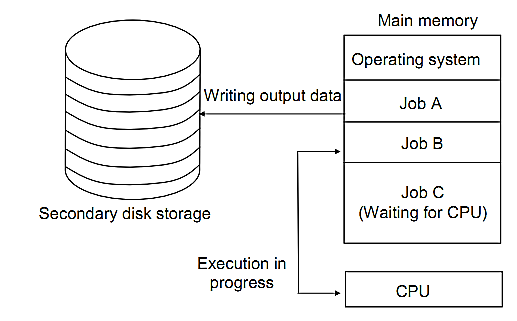 Main memory
Operating system
Writing output data
Job A
Job B
Job C
(Waiting for CPU)
Secondary disk storage
Execution in
progress
CPU